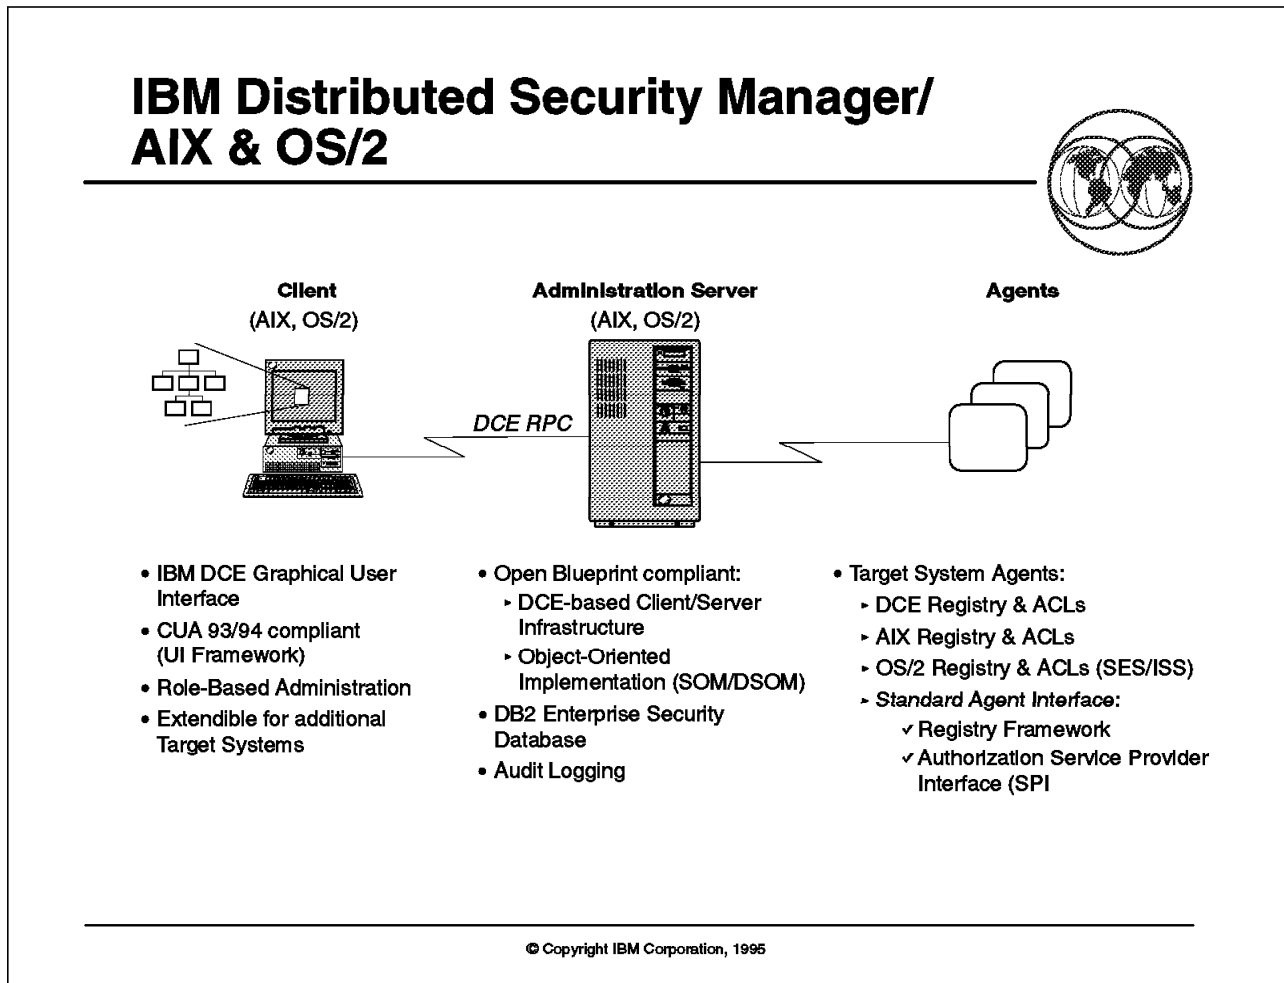 IBM Distributed Security Manager/
AIX & OS/2
Client
(AIX, OS/2)
Administration Server
(AIX, OS/2)
Agents
DCE RPC
• IBM DCE Graphical User
Interface
• CUA 93/94 compliant
(UI Framework)
• Role-Based Administration
• Extendible for additional
Target Systems
• Open Blueprint compliant:
▸ DCE-based Client/Server
Infrastructure
▸ Object-Oriented
Implementation (SOM/DSOM)
• DB2 Enterprise Security
Database
• Audit Logging
• Target System Agents:
▸ DCE Registry & ACLs
▸ AIX Registry & ACLs
▸ OS/2 Registry & ACLs (SES/ISS)
▸ Standard Agent Interface:
✓ Registry Framework
✓ Authorization Service Provider
Interface (SPI
© Copyright IBM Corporation, 1995